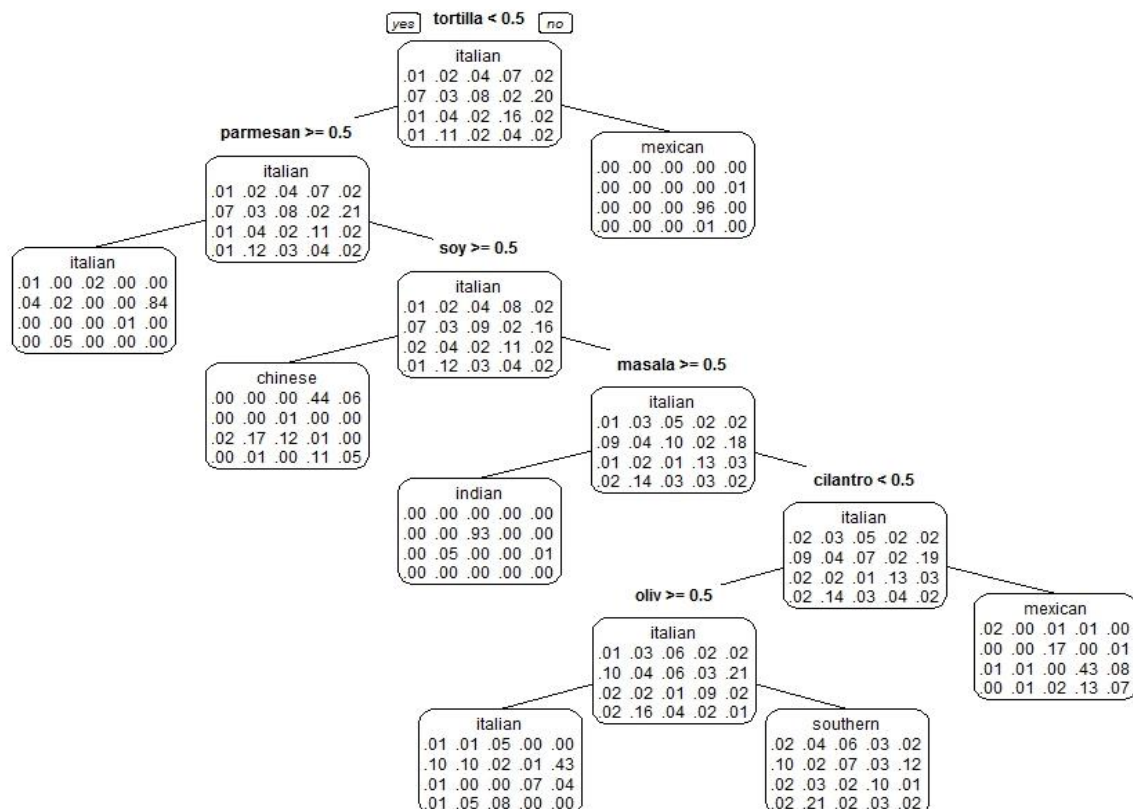 yes tortilla < 0.5 no
italian
.01 .02 .04 .07 .02
.07 .03 .08 .02 .20
.01 .04 .02 .16 .02
.01 .11 .02 .04 .02
parmesan >= 0.5
italian
.01 .02 .04 .07 .02
.07 .03 .08 .02 .21
.01 .04 .02 .11 .02
.01 .12 .03 .04 .02
mexican
.00 .00 .00 .00 .00
.00 .00 .00 .00 .01
.00 .00 .00 .96 .00
.00 .00 .00 .01 .00
soy >= 0.5
italian
.01 .00 .02 .00 .00
.04 .02 .00 .00 .84
.00 .00 .00 .01 .00
.00 .05 .00 .00 .00
italian
.01 .02 .04 .08 .02
.07 .03 .09 .02 .16
.02 .04 .02 .11 .02
.01 .12 .03 .04 .02
masala >= 0.5
chinese
.00 .00 .00 .44 .06
.00 .00 .01 .00 .00
.02 .17 .12 .01 .00
.00 .01 .00 .11 .05
italian
.01 .03 .05 .02 .02
.09 .04 .10 .02 .18
.01 .02 .01 .13 .03
.02 .14 .03 .03 .02
cilantro < 0.5
indian
.00 .00 .00 .00 .00
.00 .00 .93 .00 .00
.00 .05 .00 .00 .01
.00 .00 .00 .00 .00
italian
.02 .03 .05 .02 .02
.09 .04 .07 .02 .19
.02 .02 .01 .13 .03
.02 .14 .03 .04 .02
oliv >= 0.5
italian
.01 .03 .06 .02 .02
.10 .04 .06 .03 .21
.02 .02 .01 .09 .02
.02 .16 .04 .02 .01
mexican
.02 .00 .01 .01 .00
.00 .00 .17 .00 .01
.01 .01 .00 .43 .08
.00 .01 .02 .13 .07
italian
.01 .01 .05 .00 .00
.10 .10 .02 .01 .43
.01 .00 .00 .07 .04
.01 .05 .08 .00 .00
southern
.02 .04 .06 .03 .02
.10 .02 .07 .03 .12
.02 .03 .02 .10 .01
.02 .21 .02 .03 .02